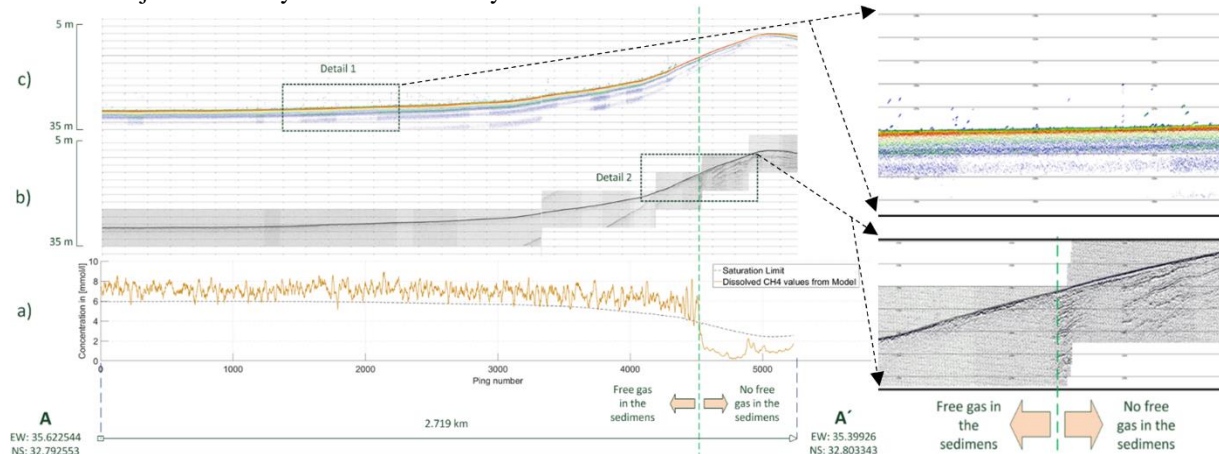 5 m
c)
Detail 1
35 m
5 m
b)
Detail 2
35 m
Concentration in [mmol/l]
10
8
6
4
2
0
Saturation Limit
Dissolved CH4 values from Model
a)
0
1000
2000
3000
4000
5000
Ping number
Free gas
in the
sedimens
No free
gas in the
sedimens
A
EW: 35.622544
NS: 32.792553
2.719 km
A´
EW: 35.39926
NS: 32.803343
Free gas in
the
sedimens
No free
gas in the
sedimens